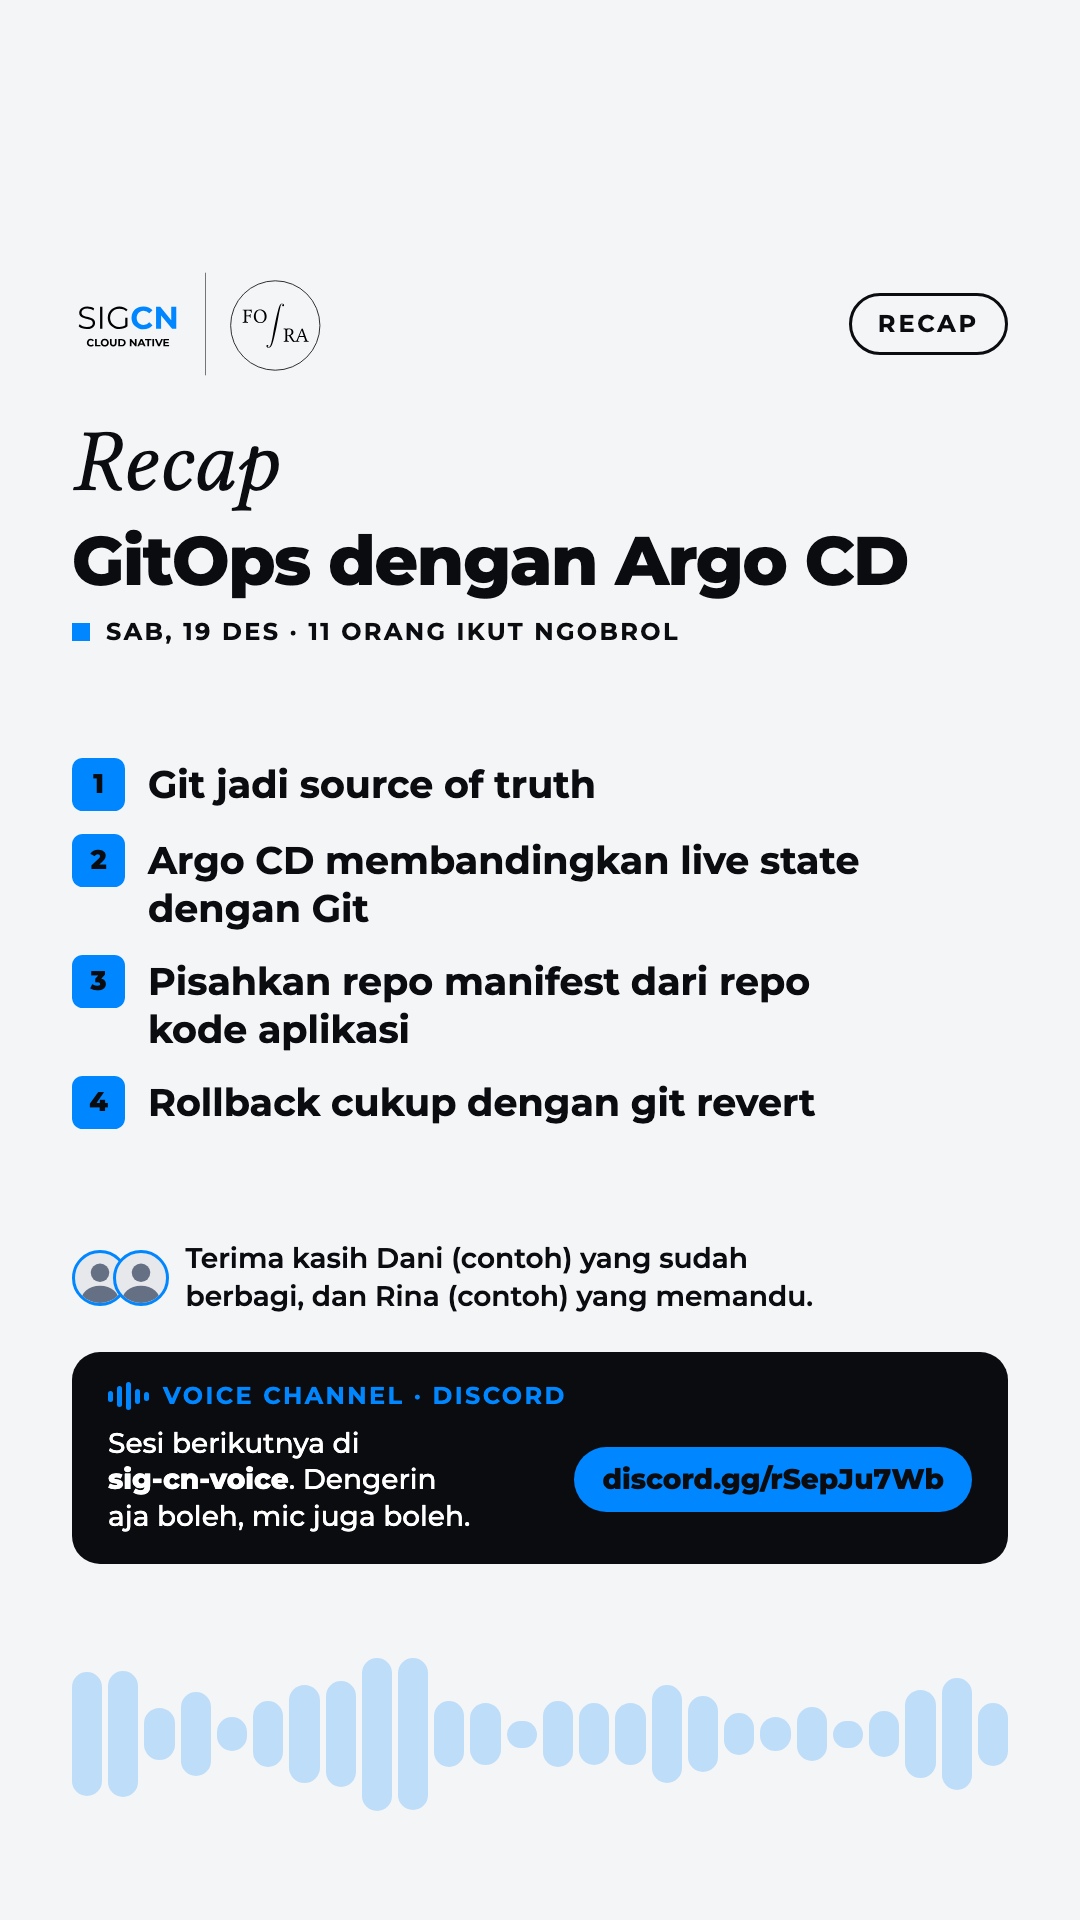 SIGCN
CLOUD NATIVE
FO RA
RECAP
Recap
GitOps dengan Argo CD
SAB, 19 DES · 11 ORANG IKUT NGOBROL
1 Git jadi source of truth
2 Argo CD membandingkan live state
dengan Git
3 Pisahkan repo manifest dari repo
kode aplikasi
4 Rollback cukup dengan git revert
Terima kasih Dani (contoh) yang sudah
berbagi, dan Rina (contoh) yang memandu.
VOICE CHANNEL · DISCORD
Sesi berikutnya di
sig-cn-voice. Dengerin
aja boleh, mic juga boleh.
discord.gg/rSepJu7Wb